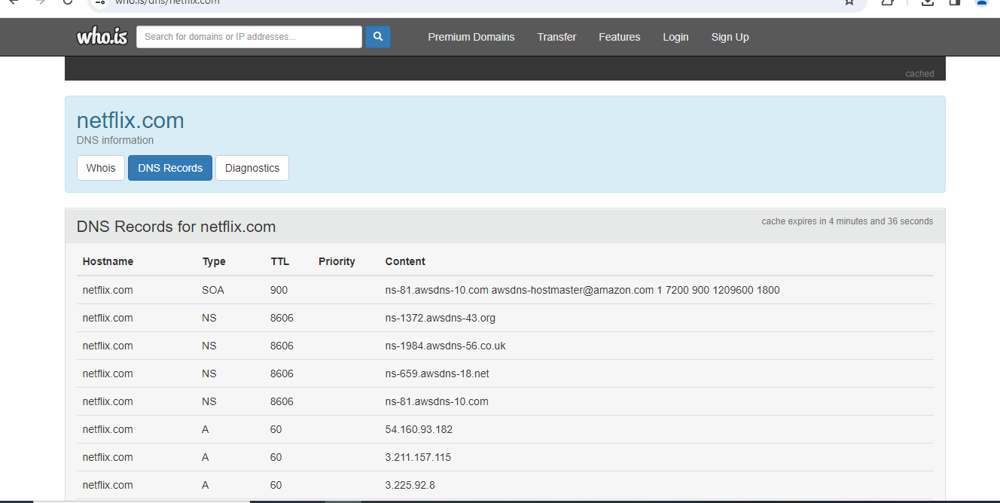 who.is/dns/netflix.com
who.is Search for domains or IP addresses... Premium Domains Transfer Features Login Sign Up
cached
netflix.com
DNS information
Whois DNS Records Diagnostics
DNS Records for netflix.com cache expires in 4 minutes and 36 seconds
Hostname Type TTL Priority Content
netflix.com SOA 900 ns-81.awsdns-10.com awsdns-hostmaster@amazon.com 1 7200 900 1209600 1800
netflix.com NS 8606 ns-1372.awsdns-43.org
netflix.com NS 8606 ns-1984.awsdns-56.co.uk
netflix.com NS 8606 ns-659.awsdns-18.net
netflix.com NS 8606 ns-81.awsdns-10.com
netflix.com A 60 54.160.93.182
netflix.com A 60 3.211.157.115
netflix.com A 60 3.225.92.8